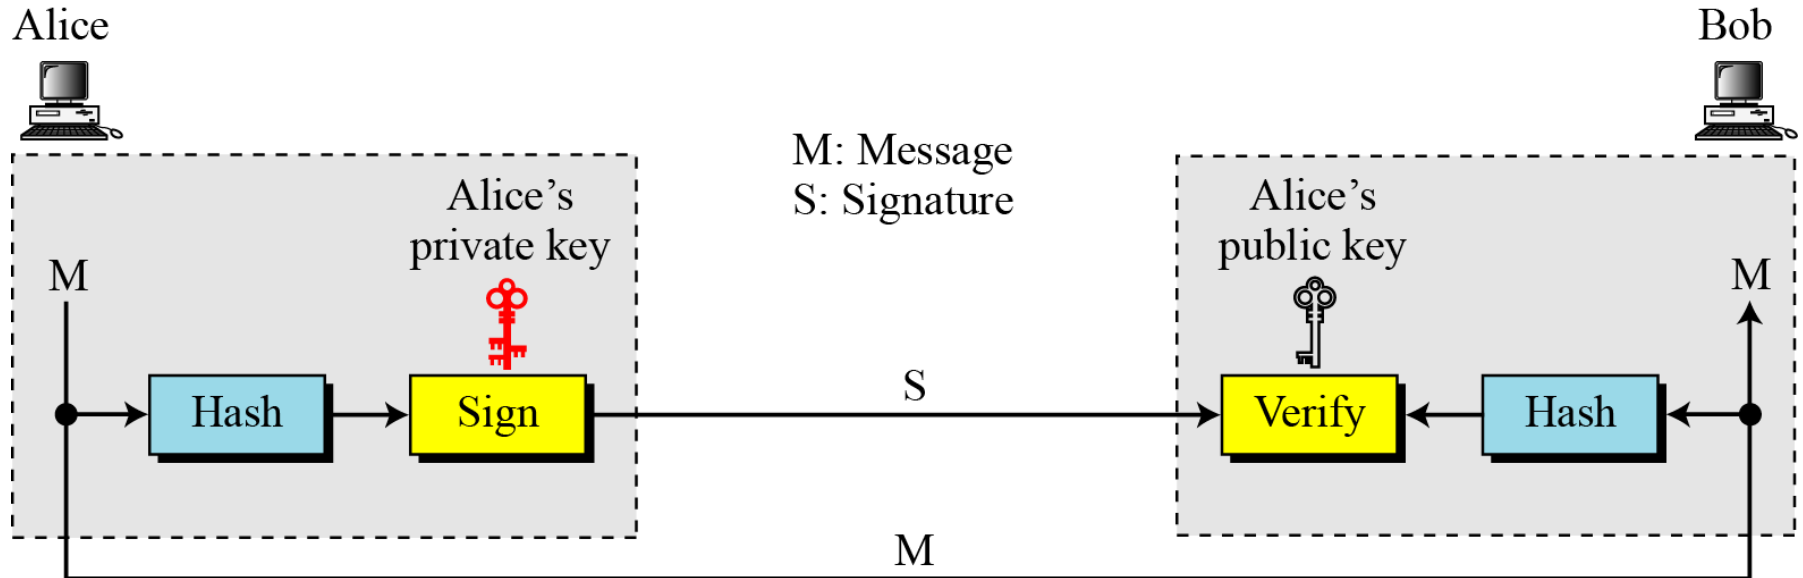 Alice
Bob
M: Message
S: Signature
Alice’s
private key
Alice’s
public key
M
M
Hash
Sign
S
Verify
Hash
M